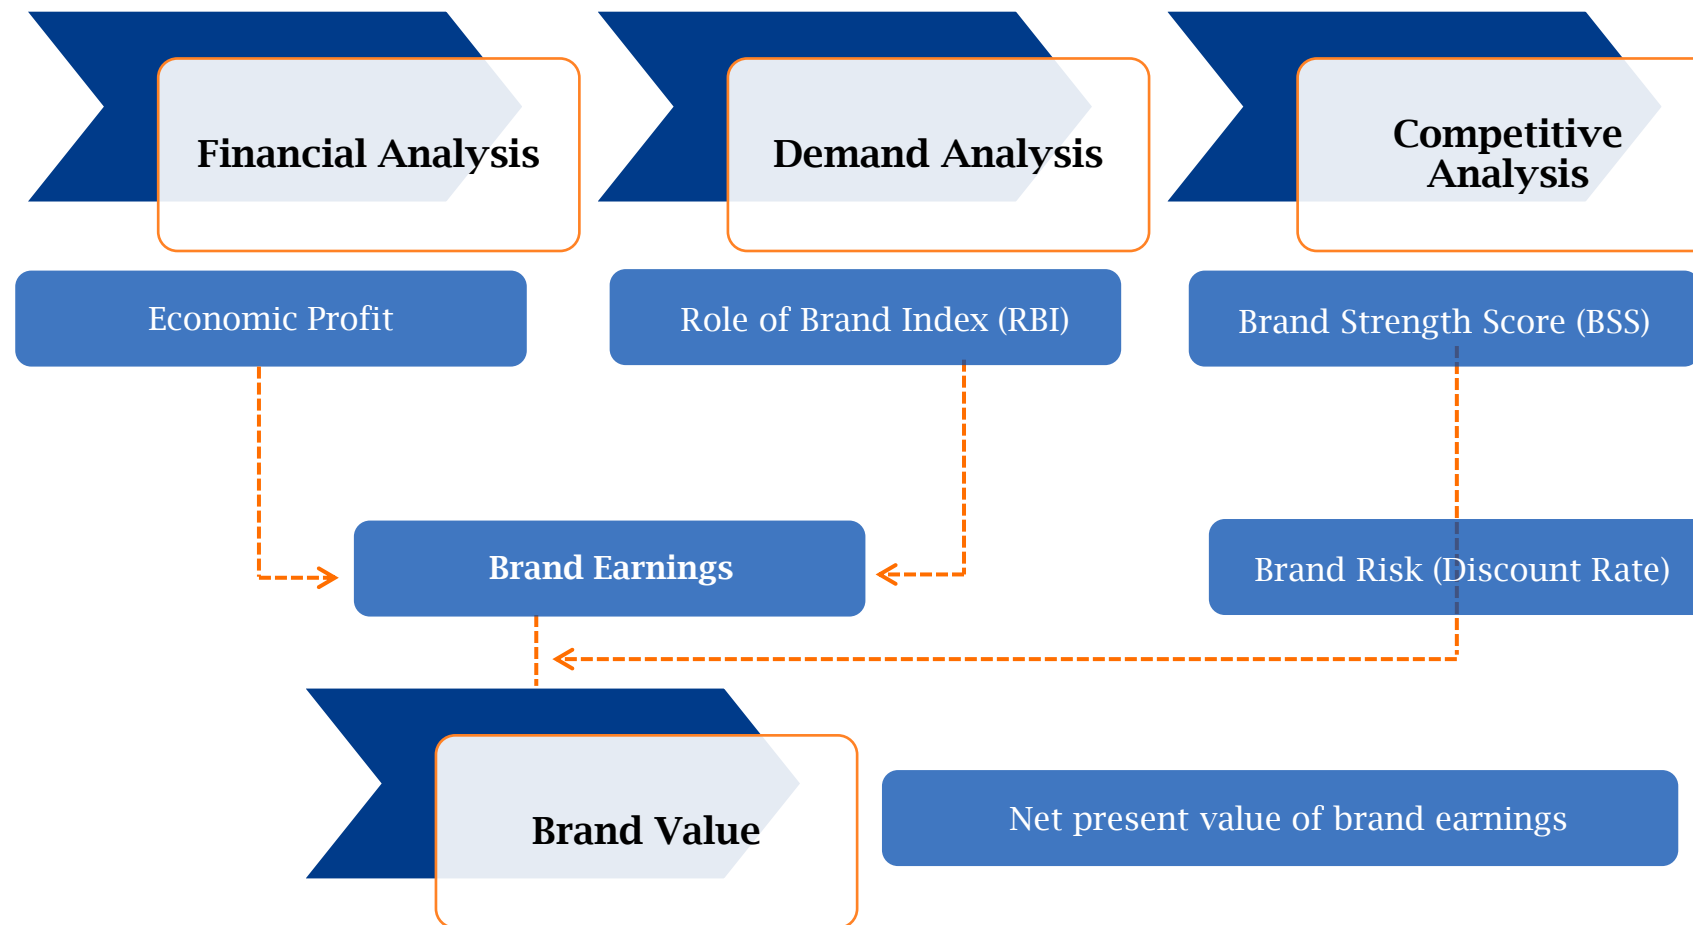 Financial Analysis
Demand Analysis
Competitive
Analysis
Economic Profit
Role of Brand Index (RBI)
Brand Strength Score (BSS)
Brand Earnings
Brand Risk (Discount Rate)
Brand Value
Net present value of brand earnings